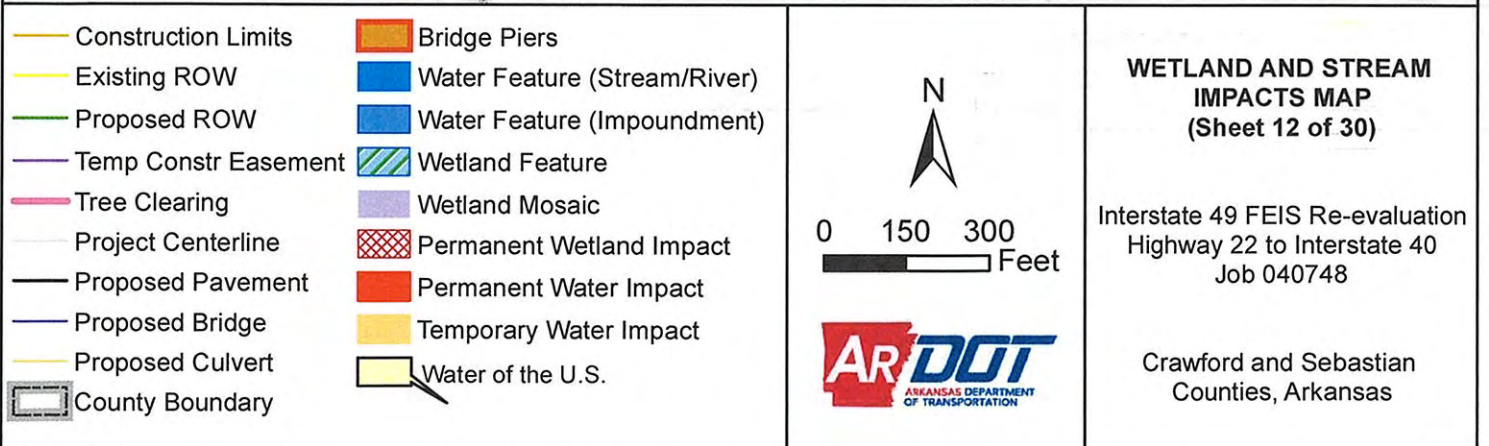 Construction Limits
Existing ROW
Proposed ROW
Temp Constr Easement
Tree Clearing
Project Centerline
Proposed Pavement
Proposed Bridge
Proposed Culvert
County Boundary
Bridge Piers
Water Feature (Stream/River)
Water Feature (Impoundment)
Wetland Feature
Wetland Mosaic
Permanent Wetland Impact
Permanent Water Impact
Temporary Water Impact
Water of the U.S.
N
0 150 300
Feet
ARDOT
ARKANSAS DEPARTMENT
OF TRANSPORTATION
WETLAND AND STREAM
IMPACTS MAP
(Sheet 12 of 30)
Interstate 49 FEIS Re-evaluation
Highway 22 to Interstate 40
Job 040748
Crawford and Sebastian
Counties, Arkansas